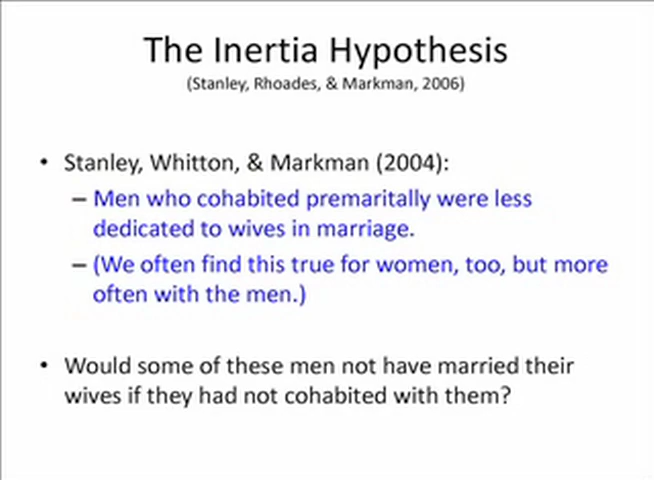 The Inertia Hypothesis
(Stanley, Rhoades, & Markman, 2006)
• Stanley, Whitton, & Markman (2004):
– Men who cohabited premaritally were less
dedicated to wives in marriage.
– (We often find this true for women, too, but more
often with the men.)
• Would some of these men not have married their
wives if they had not cohabited with them?